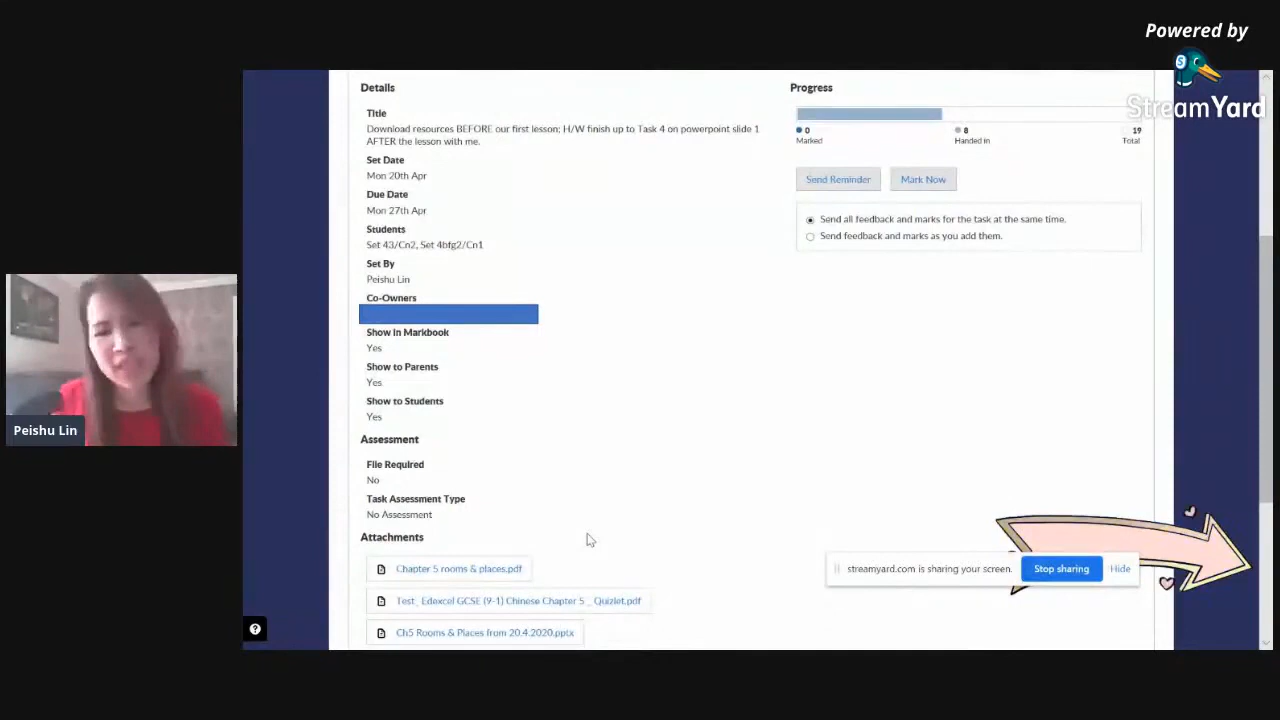 Powered by
StreamYard
Details
Title
Download resources BEFORE our first lesson; H/W finish up to Task 4 on powerpoint slide 1
AFTER the lesson with me.
Set Date
Mon 20th Apr
Due Date
Mon 27th Apr
Students
Set 43/Cn2, Set 4bfg2/Cn1
Set By
Peishu Lin
Co-Owners
Show in Markbook
Yes
Show to Parents
Yes
Show to Students
Yes
Assessment
File Required
No
Task Assessment Type
No Assessment
Attachments
Chapter 5 rooms & places.pdf
Test_ Edexcel GCSE (9-1) Chinese Chapter 5 _ Quizlet.pdf
Ch5 Rooms & Places from 20.4.2020.pptx
Progress
0 8 19
Marked Handed in Total
Send Reminder Mark Now
Send all feedback and marks for the task at the same time.
Send feedback and marks as you add them.
streamyard.com is sharing your screen. Stop sharing Hide
Peishu Lin